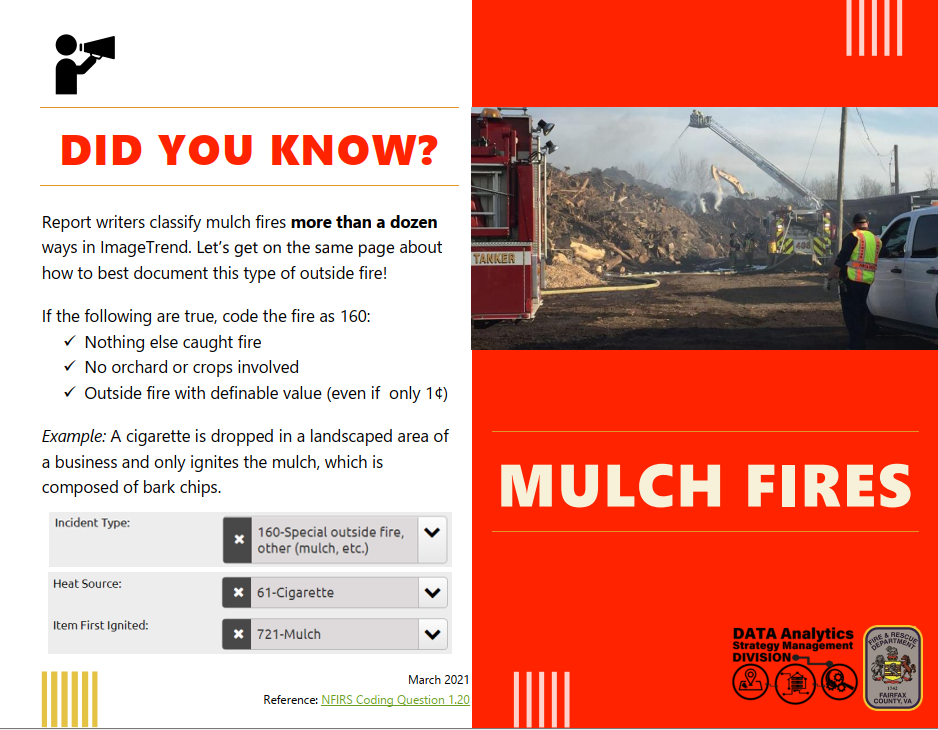 DID YOU KNOW?
Report writers classify mulch fires more than a dozen
ways in ImageTrend. Let's get on the same page about
how to best document this type of outside fire!
If the following are true, code the fire as 160:
✓ Nothing else caught fire
✓ No orchard or crops involved
✓ Outside fire with definable value (even if only 1¢)
Example: A cigarette is dropped in a landscaped area of
a business and only ignites the mulch, which is
composed of bark chips.
Incident Type:
160-Special outside fire,
other (mulch, etc.)
Heat Source:
61-Cigarette
Item First Ignited:
721-Mulch
March 2021
Reference: NFIRS Coding Question 1.20
TANKER
MULCH FIRES
DATA Analytics
Strategy Management
DIVISION
FIRE & RESCUE
DEPARTMENT
1742
FAIRFAX
COUNTY, VA